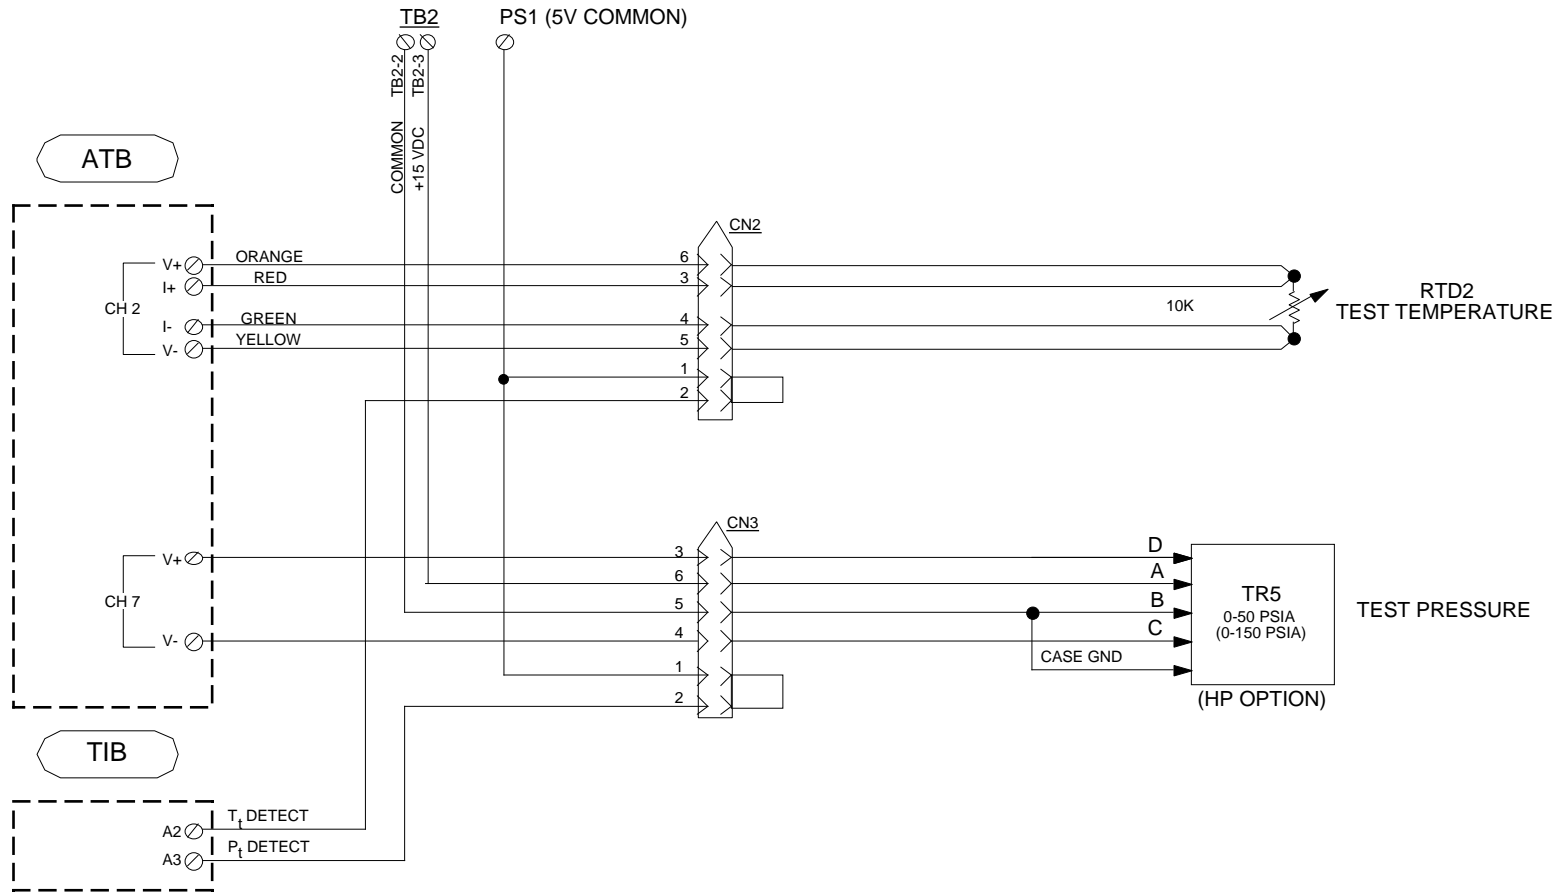 TB2 PS1 (5V COMMON)
TB2-2
TB2-3
COMMON
+15 VDC
ATB
CN2
V+ ORANGE 6
I+ RED 3
CH 2
10K
RTD2
TEST TEMPERATURE
I- GREEN 4
V- YELLOW 5
1
2
CN3
V+ 3 D
6 A
CH 7
5 B
TR5
0-50 PSIA
(0-150 PSIA)
TEST PRESSURE
V- 4 C
CASE GND
1
2
(HP OPTION)
TIB
A2 Tt DETECT
A3 Pt DETECT